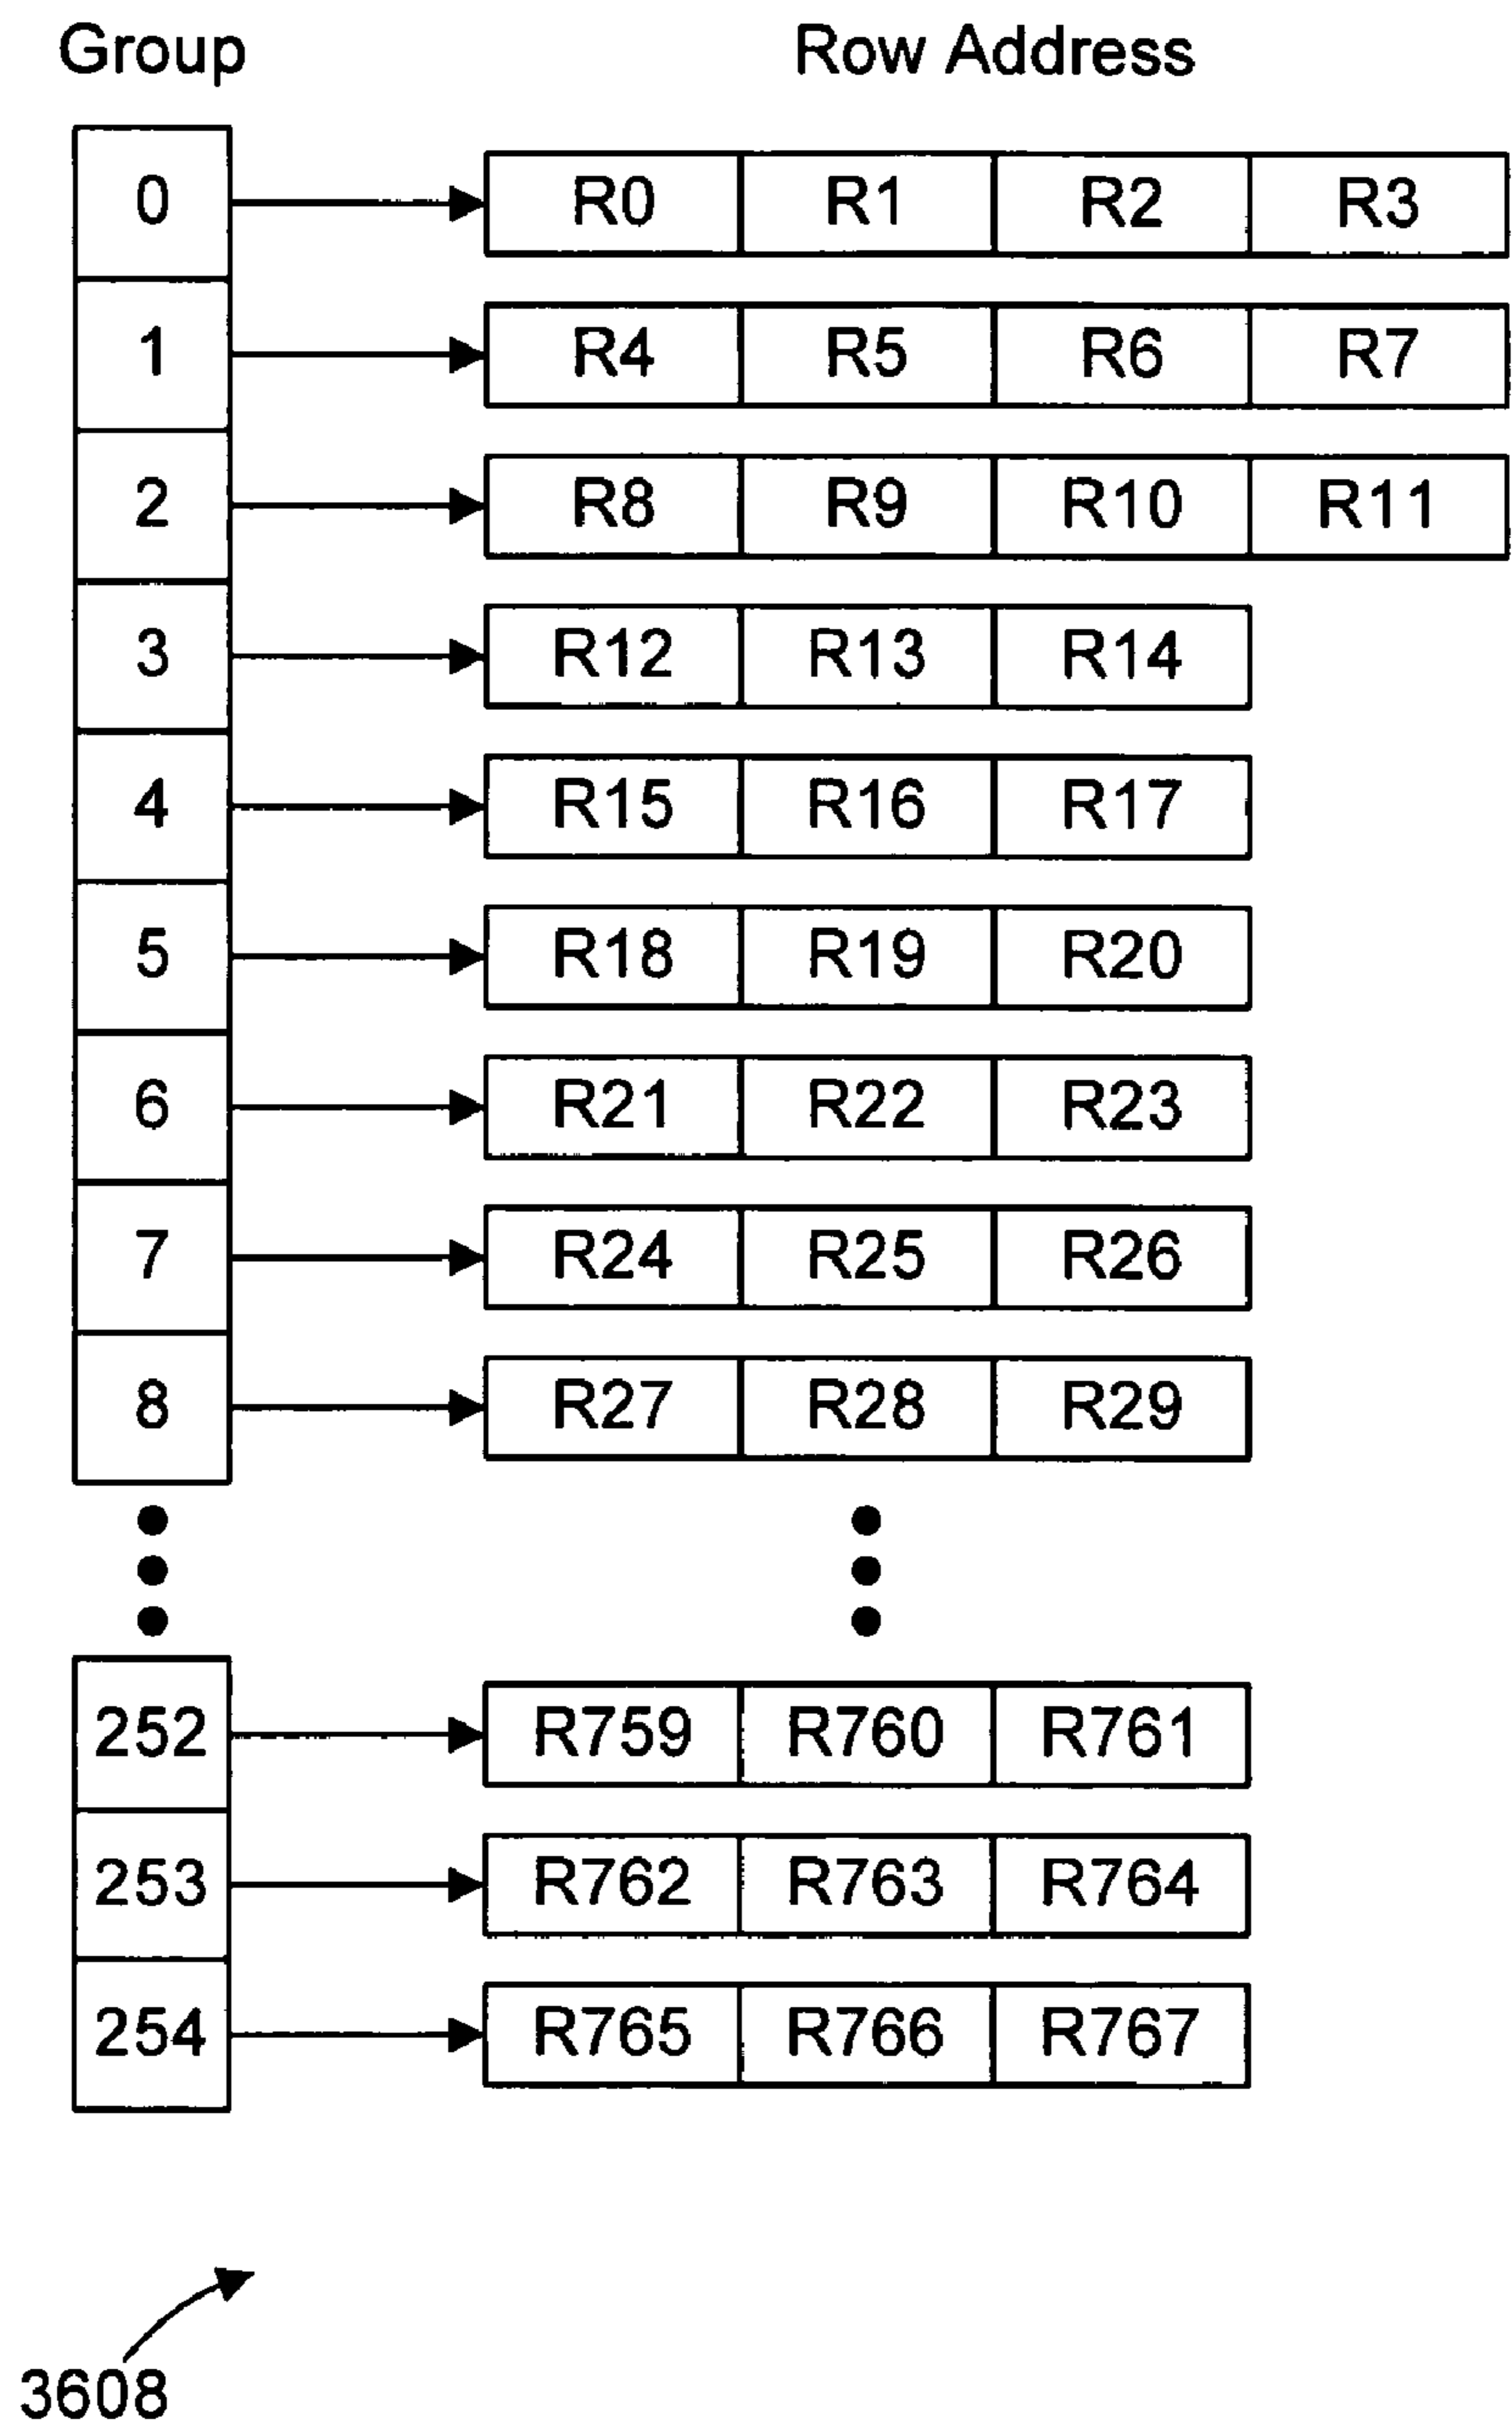 Group Row Address
0 R0 R1 R2 R3
1 R4 R5 R6 R7
2 R8 R9 R10 R11
3 R12 R13 R14
4 R15 R16 R17
5 R18 R19 R20
6 R21 R22 R23
7 R24 R25 R26
8 R27 R28 R29
252 R759 R760 R761
253 R762 R763 R764
254 R765 R766 R767
3608